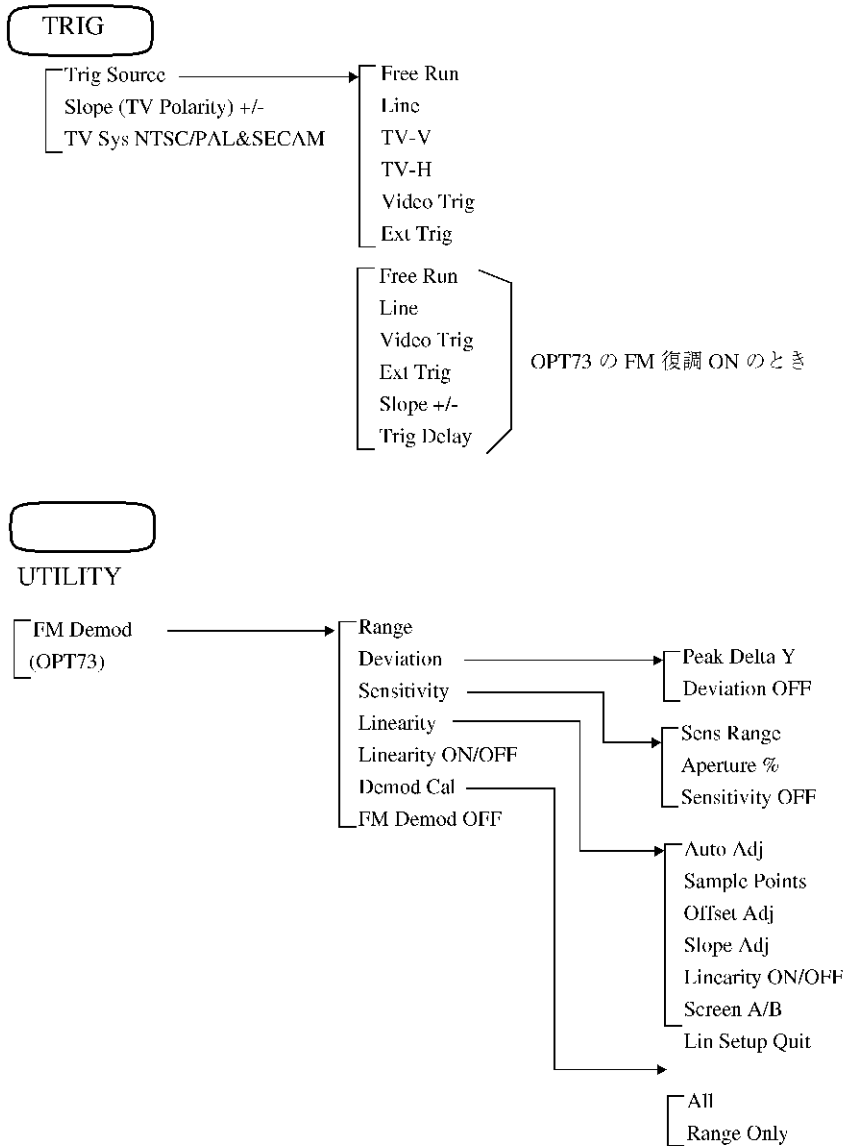 TRIG
Trig Source
Slope (TV Polarity) +/-
TV Sys NTSC/PAL&SECAM
Free Run
Line
TV-V
TV-H
Video Trig
Ext Trig
Free Run
Line
Video Trig
Ext Trig
Slope +/-
Trig Delay
OPT73 の FM 復調 ON のとき
UTILITY
FM Demod
(OPT73)
Range
Deviation
Sensitivity
Linearity
Linearity ON/OFF
Demod Cal
FM Demod OFF
Peak Delta Y
Deviation OFF
Sens Range
Aperture %
Sensitivity OFF
Auto Adj
Sample Points
Offset Adj
Slope Adj
Linearity ON/OFF
Screen A/B
Lin Setup Quit
All
Range Only